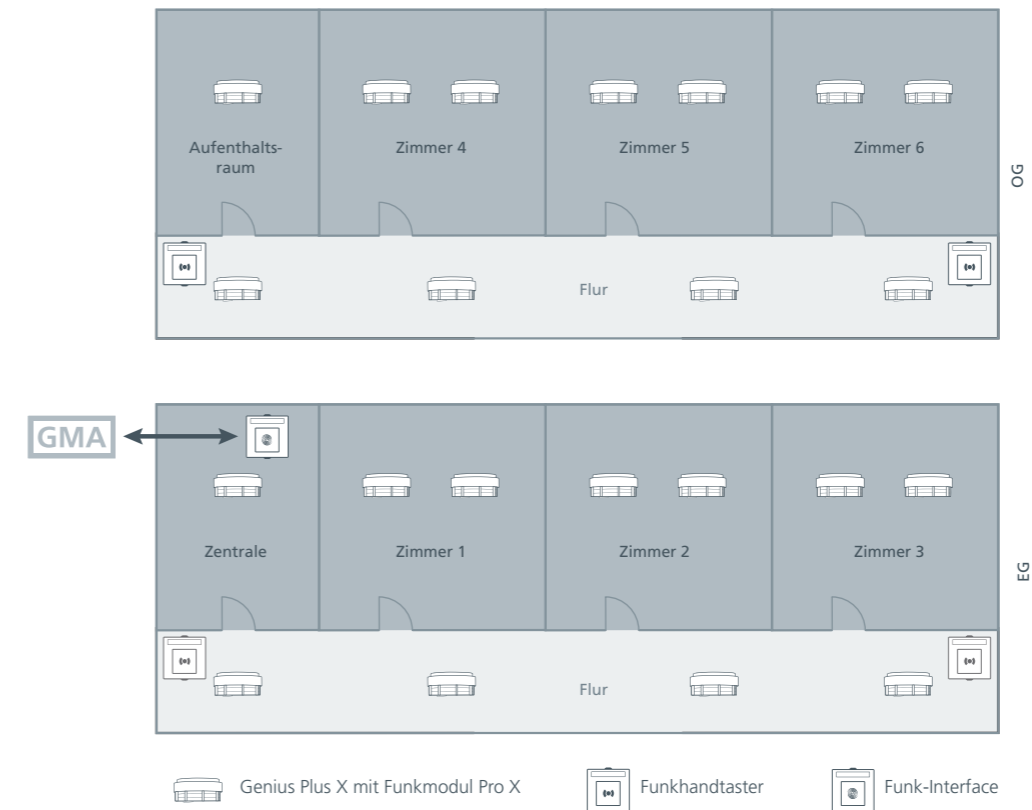 Aufenthalts-
raum
Zimmer 4
Zimmer 5
Zimmer 6
OG
Flur
GMA
Zentrale
Zimmer 1
Zimmer 2
Zimmer 3
EG
Flur
Genius Plus X mit Funkmodul Pro X
Funkhandtaster
Funk-Interface